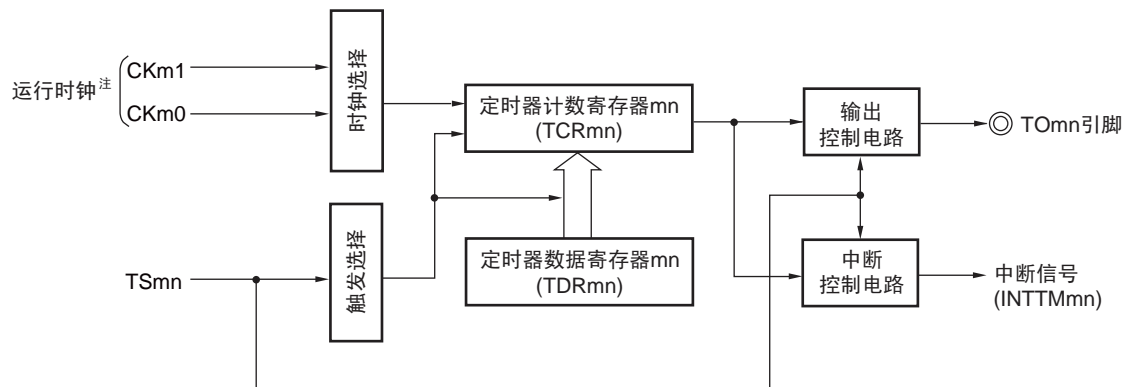 运行时钟注
CKm1
CKm0
时钟选择
定时器计数寄存器mn
(TCRmn)
输出
控制电路
TOmn引脚
TSmn
触发选择
定时器数据寄存器mn
(TDRmn)
中断
控制电路
中断信号
(INTTMmn)